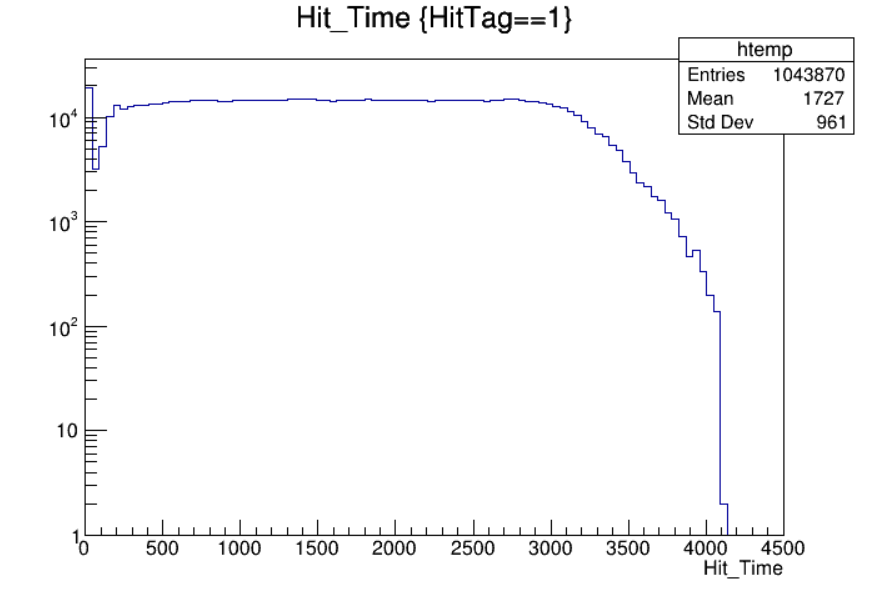 Hit_Time {HitTag==1}
htemp
Entries 1043870
Mean 1727
Std Dev 961
10^4
10^3
10^2
10
1
0 500 1000 1500 2000 2500 3000 3500 4000 4500
Hit_Time